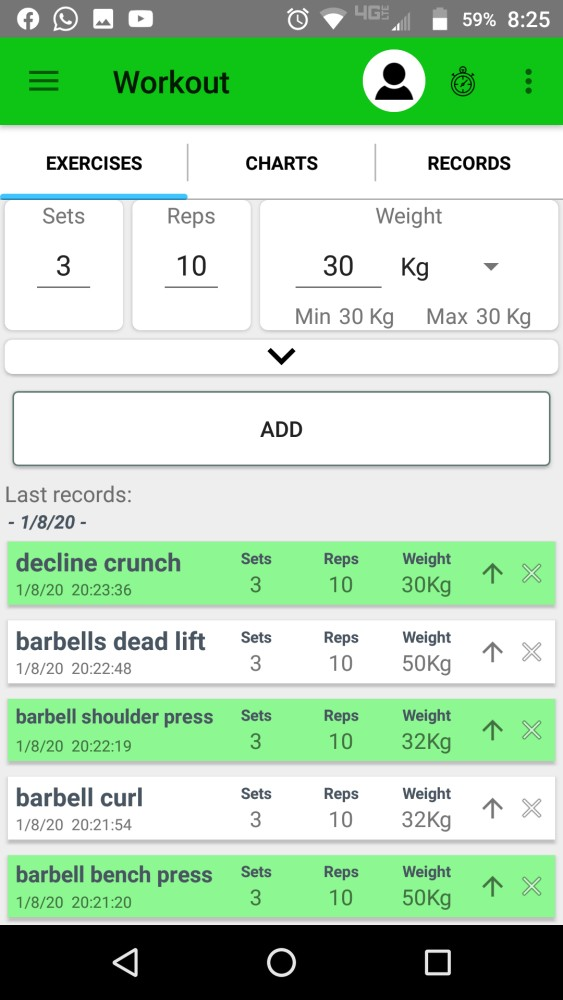 59% 8:25
Workout
EXERCISES CHARTS RECORDS
Sets Reps Weight
3 10 30 Kg
Min 30 Kg Max 30 Kg
ADD
Last records:
- 1/8/20 -
decline crunch Sets Reps Weight
1/8/20 20:23:36 3 10 30Kg
barbells dead lift Sets Reps Weight
1/8/20 20:22:48 3 10 50Kg
barbell shoulder press Sets Reps Weight
1/8/20 20:22:19 3 10 32Kg
barbell curl Sets Reps Weight
1/8/20 20:21:54 3 10 32Kg
barbell bench press Sets Reps Weight
1/8/20 20:21:20 3 10 50Kg